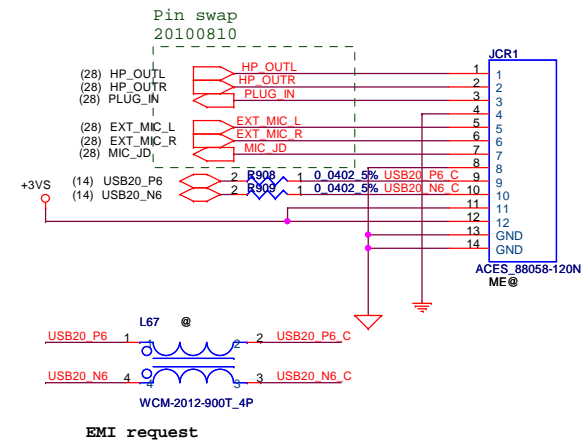 Pin swap
20100810
JCR1
(28) HP_OUTL HP_OUTL 1 1
(28) HP_OUTR HP_OUTR 2 2
(28) PLUG_IN PLUG_IN 3 3
4 4
(28) EXT_MIC_L EXT_MIC_L 5 5
(28) EXT_MIC_R EXT_MIC_R 6 6
(28) MIC_JD MIC_JD 7 7
8 8
+3VS (14) USB20_P6 2 R908 1 0_0402_5% USB20_P6_C 9 9
(14) USB20_N6 2 R909 1 0_0402_5% USB20_N6_C 10 10
11 11
12 12
13 GND
14 GND
ACES_88058-120N
ME@
L67 @
USB20_P6 1 1 2 2 USB20_P6_C
USB20_N6 4 4 3 3 USB20_N6_C
WCM-2012-900T_4P
EMI request